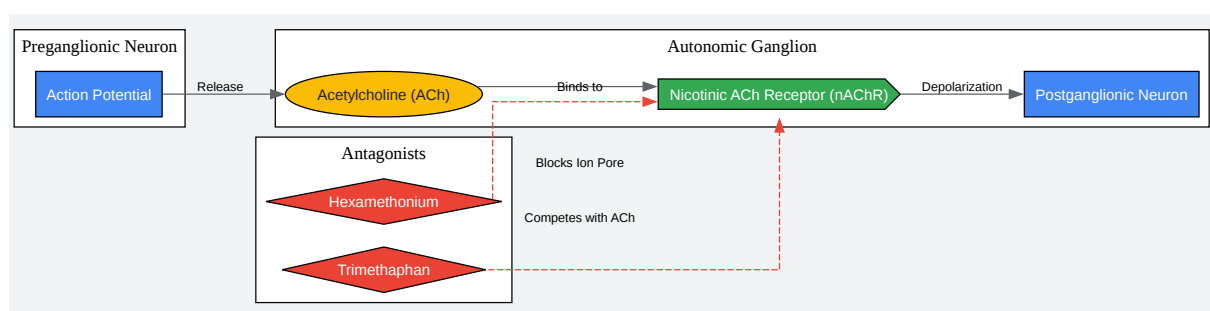 Preganglionic Neuron
Autonomic Ganglion
Action Potential
Release
Acetylcholine (ACh)
Binds to
Nicotinic ACh Receptor (nAChR)
Depolarization
Postganglionic Neuron
Antagonists
Blocks Ion Pore
Hexamethonium
Competes with ACh
Trimethaphan